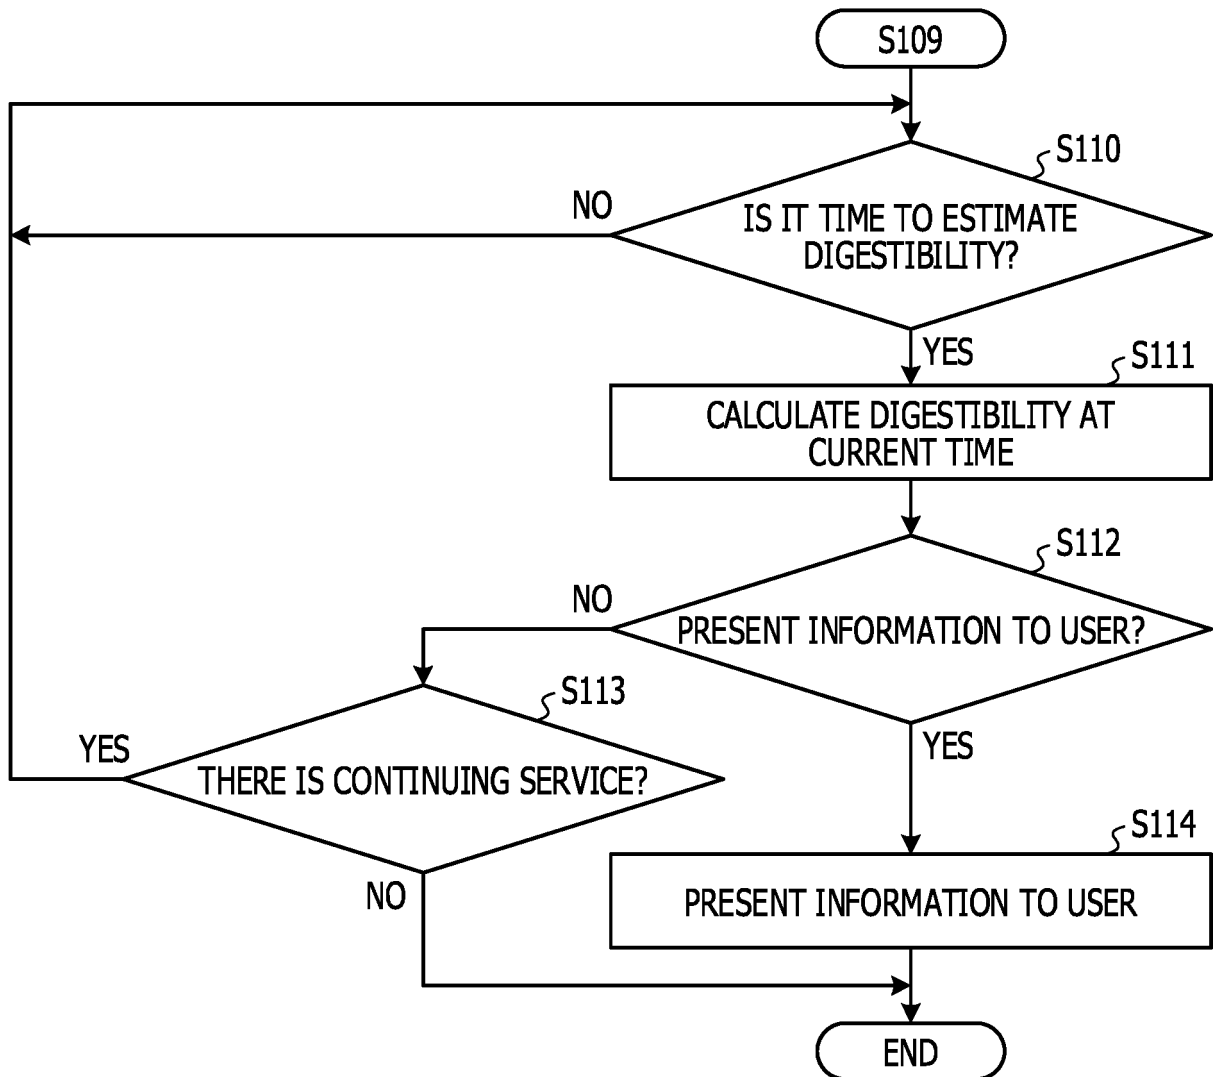 S109
S110
NO
IS IT TIME TO ESTIMATE
DIGESTIBILITY?
YES
S111
CALCULATE DIGESTIBILITY AT
CURRENT TIME
S112
NO
PRESENT INFORMATION TO USER?
S113
YES
YES
THERE IS CONTINUING SERVICE?
S114
NO
PRESENT INFORMATION TO USER
END